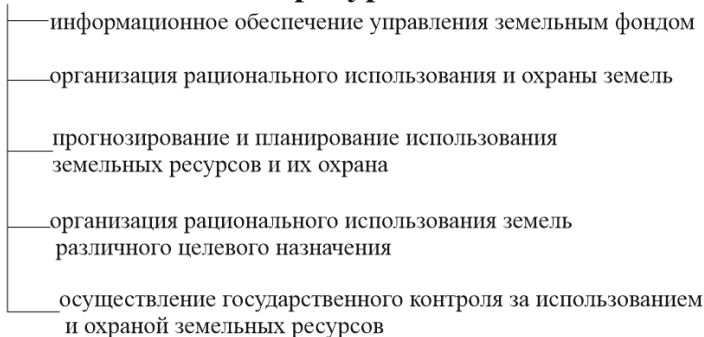 информационное обеспечение управления земельным фондом
организация рационального использования и охраны земель
прогнозирование и планирование использования
земельных ресурсов и их охрана
организация рационального использования земель
различного целевого назначения
осуществление государственного контроля за использованием
и охраной земельных ресурсов